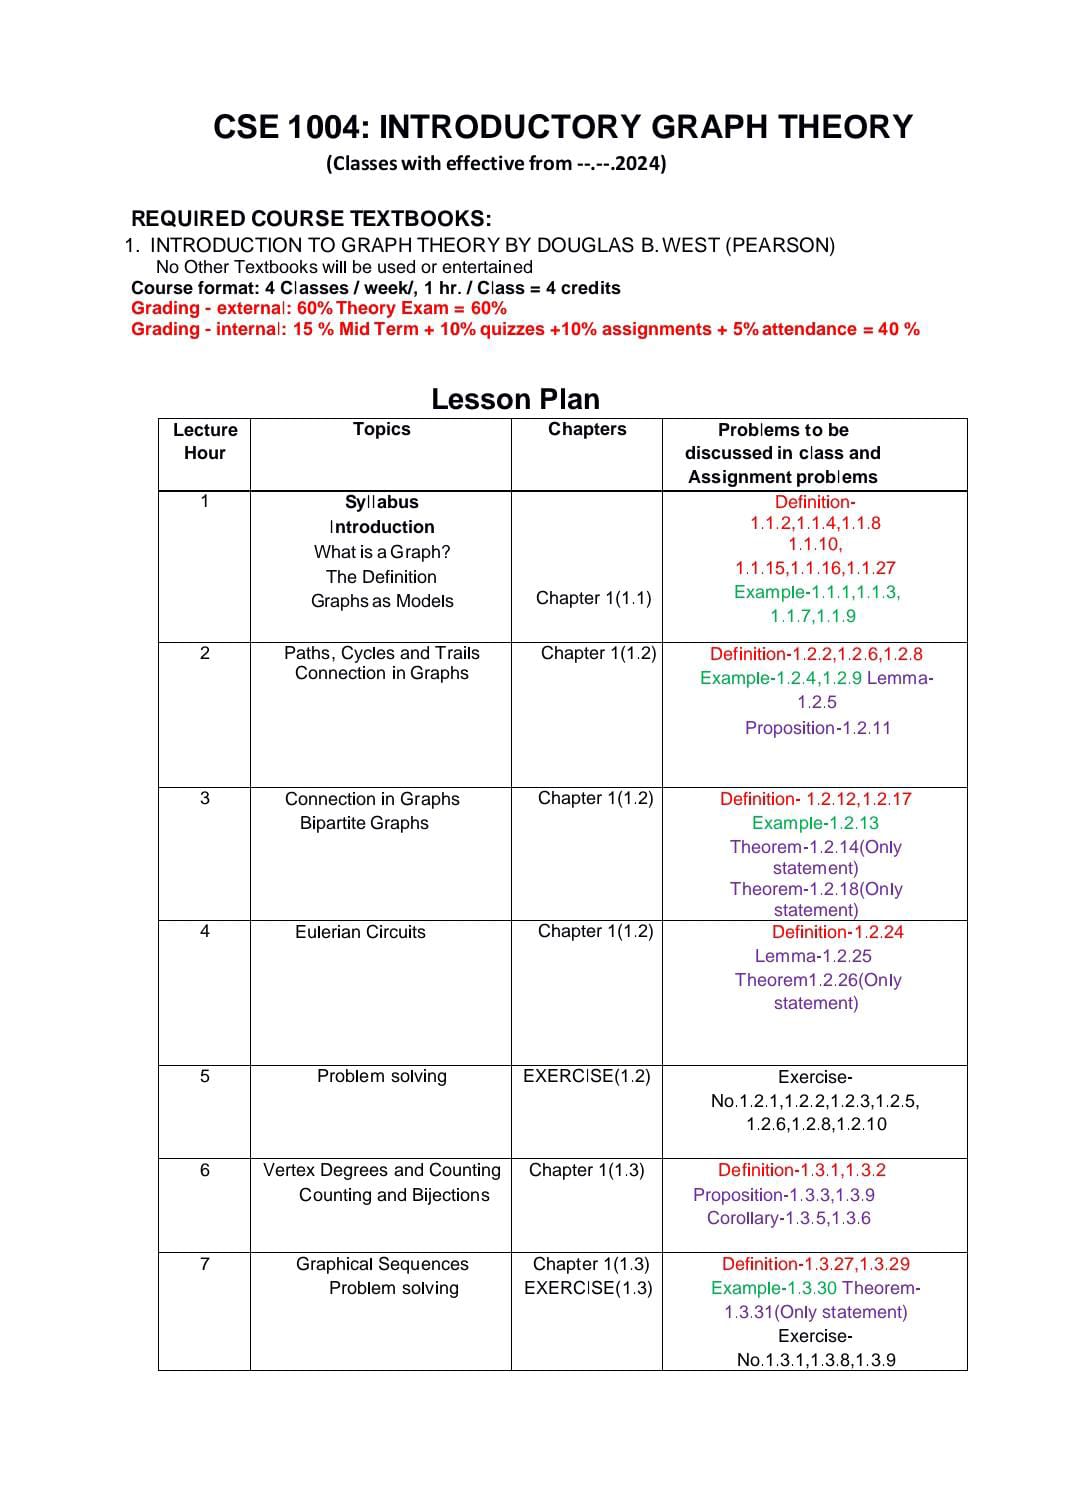 CSE 1004: INTRODUCTORY GRAPH THEORY
(Classes with effective from --.--.2024)
REQUIRED COURSE TEXTBOOKS:
1. INTRODUCTION TO GRAPH THEORY BY DOUGLAS B. WEST (PEARSON)
No Other Textbooks will be used or entertained
Course format: 4 Classes / week/, 1 hr. / Class = 4 credits
Grading - external: 60% Theory Exam = 60%
Grading - internal: 15 % Mid Term + 10% quizzes +10% assignments + 5% attendance = 40 %
Lesson Plan
Lecture
Hour
Topics
Chapters
Problems to be
discussed in class and
Assignment problems
1
Syllabus
Introduction
What is a Graph?
The Definition
Graphs as Models
Chapter 1(1.1)
Definition-
1.1.2,1.1.4,1.1.8
1.1.10,
1.1.15,1.1.16,1.1.27
Example-1.1.1,1.1.3,
1.1.7,1.1.9
2
Paths, Cycles and Trails
Connection in Graphs
Chapter 1(1.2)
Definition-1.2.2,1.2.6,1.2.8
Example-1.2.4,1.2.9 Lemma-
1.2.5
Proposition-1.2.11
3
Connection in Graphs
Bipartite Graphs
Chapter 1(1.2)
Definition- 1.2.12,1.2.17
Example-1.2.13
Theorem-1.2.14(Only
statement)
Theorem-1.2.18(Only
statement)
4
Eulerian Circuits
Chapter 1(1.2)
Definition-1.2.24
Lemma-1.2.25
Theorem1.2.26(Only
statement)
5
Problem solving
EXERCISE(1.2)
Exercise-
No.1.2.1,1.2.2,1.2.3,1.2.5,
1.2.6,1.2.8,1.2.10
6
Vertex Degrees and Counting
Counting and Bijections
Chapter 1(1.3)
Definition-1.3.1,1.3.2
Proposition-1.3.3,1.3.9
Corollary-1.3.5,1.3.6
7
Graphical Sequences
Problem solving
Chapter 1(1.3)
EXERCISE(1.3)
Definition-1.3.27,1.3.29
Example-1.3.30 Theorem-
1.3.31(Only statement)
Exercise-
No.1.3.1,1.3.8,1.3.9